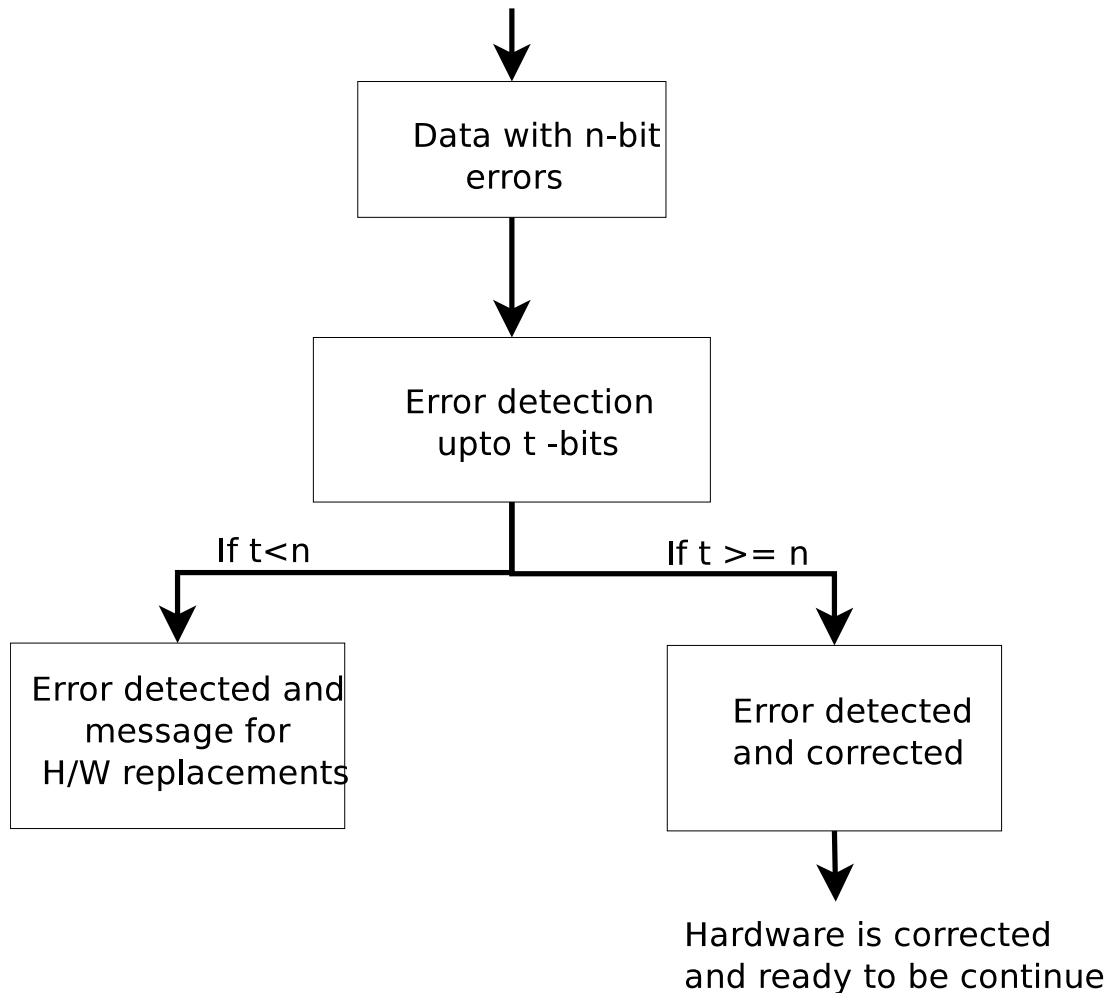 Data with n-bit
errors
Error detection
upto t -bits
If t<n
If t >= n
Error detected and
message for
H/W replacements
Error detected
and corrected
Hardware is corrected
and ready to be continue